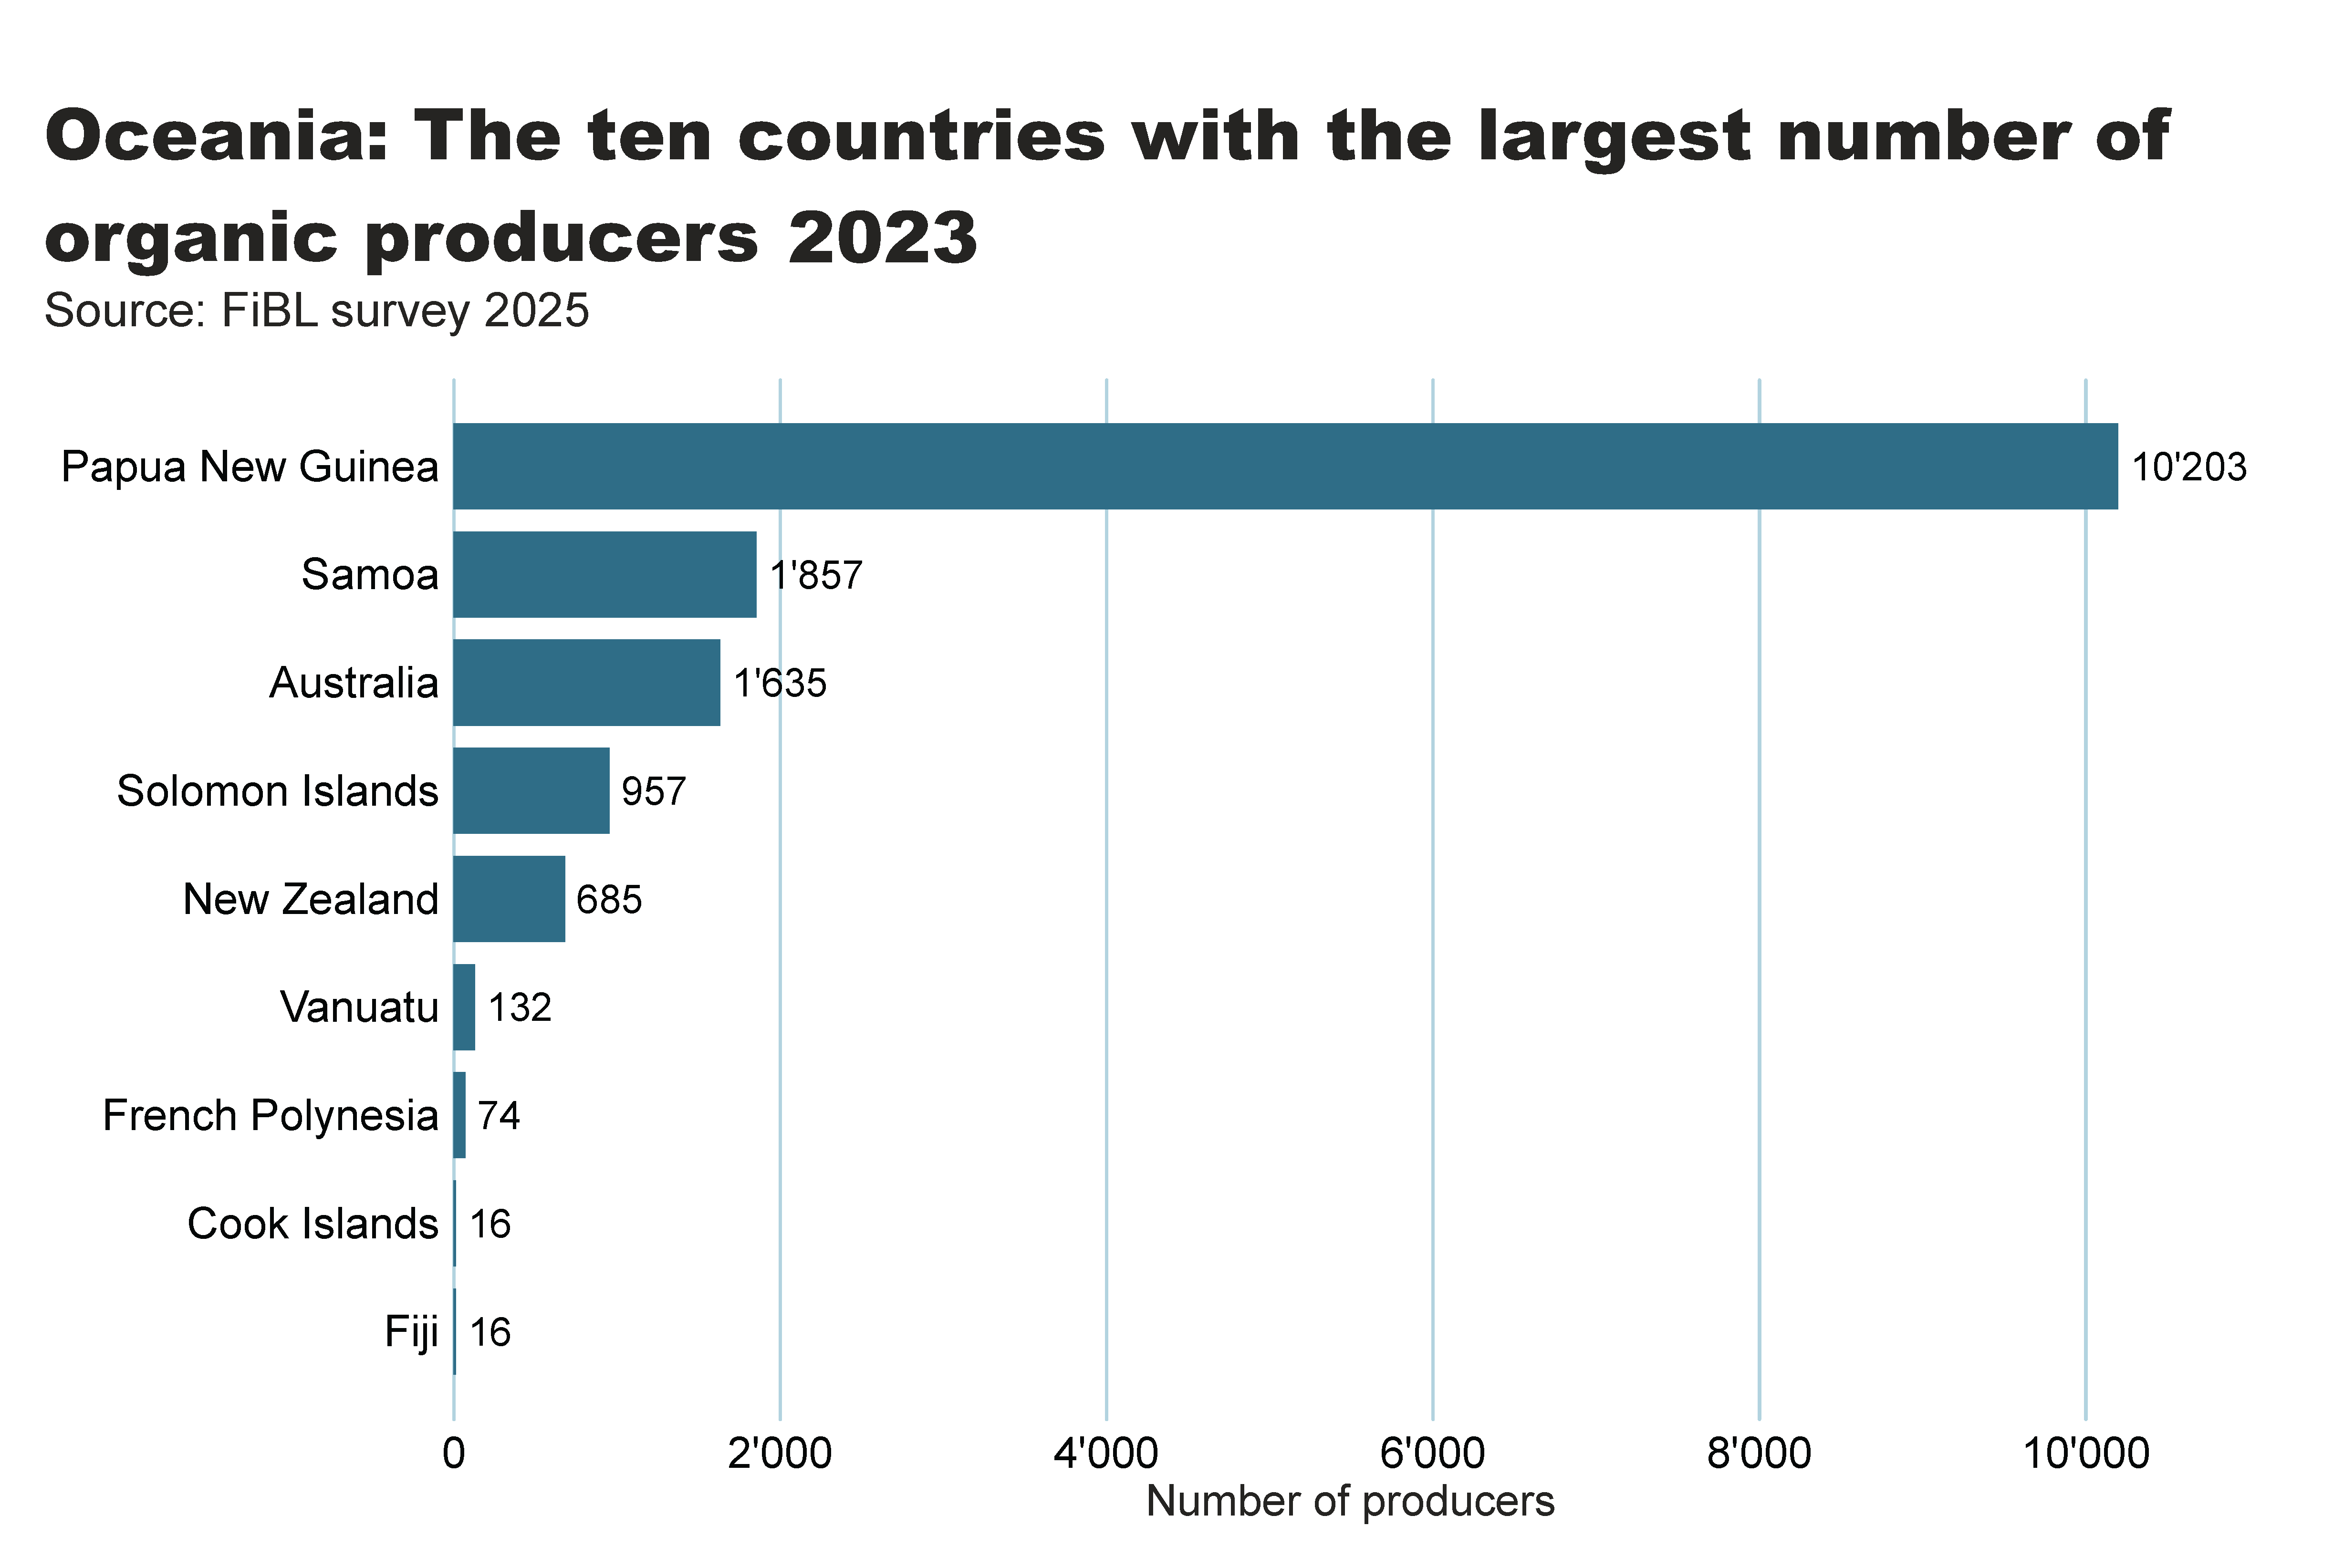 Oceania: The ten countries with the largest number of
organic producers 2023
Source: FiBL survey 2025
Papua New Guinea 10'203
Samoa 1'857
Australia 1'635
Solomon Islands 957
New Zealand 685
Vanuatu 132
French Polynesia 74
Cook Islands 16
Fiji 16
0 2'000 4'000 6'000 8'000 10'000
Number of producers